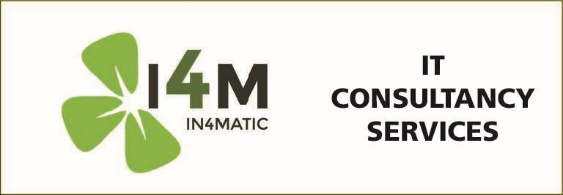 I4M
IN4MATIC
IT
CONSULTANCY
SERVICES